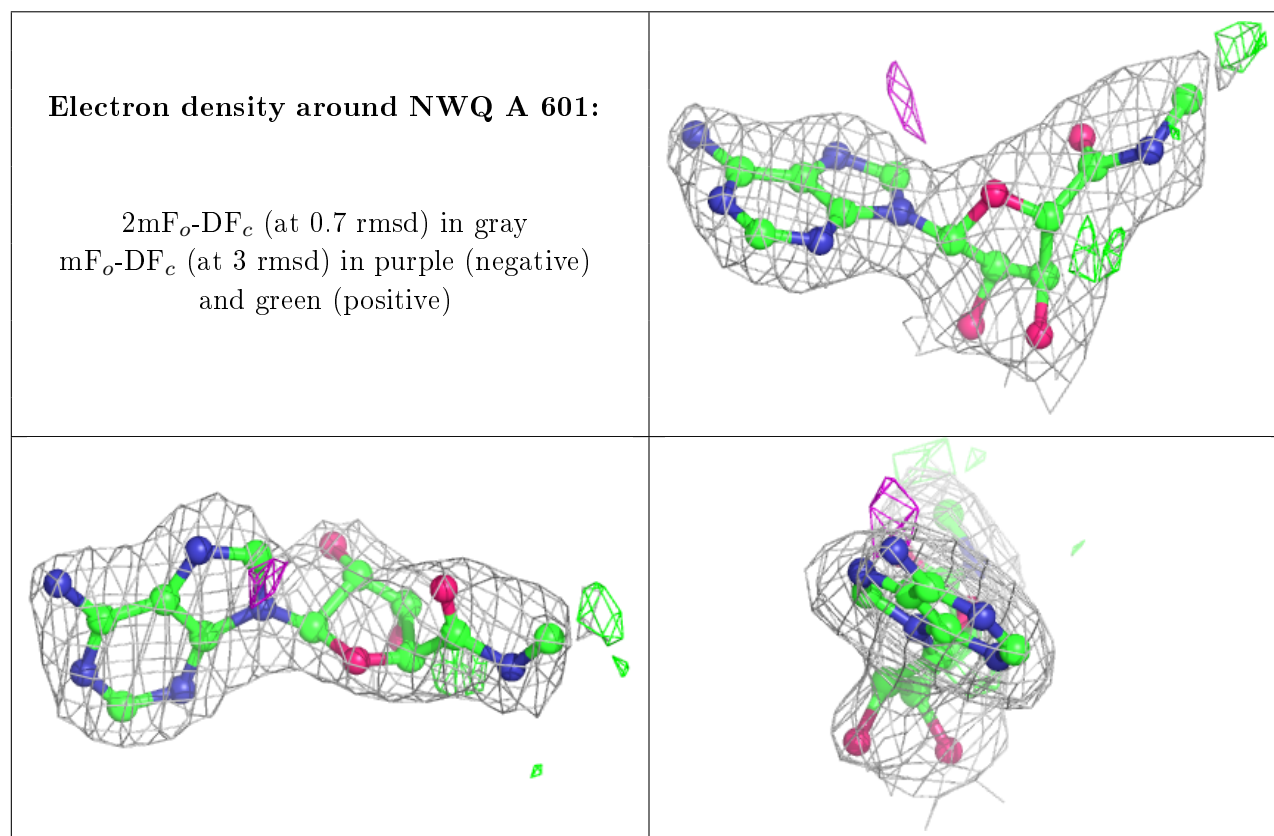 Electron density around NWQ A 601:
2mFo-DFc (at 0.7 rmsd) in gray
mFo-DFc (at 3 rmsd) in purple (negative)
and green (positive)